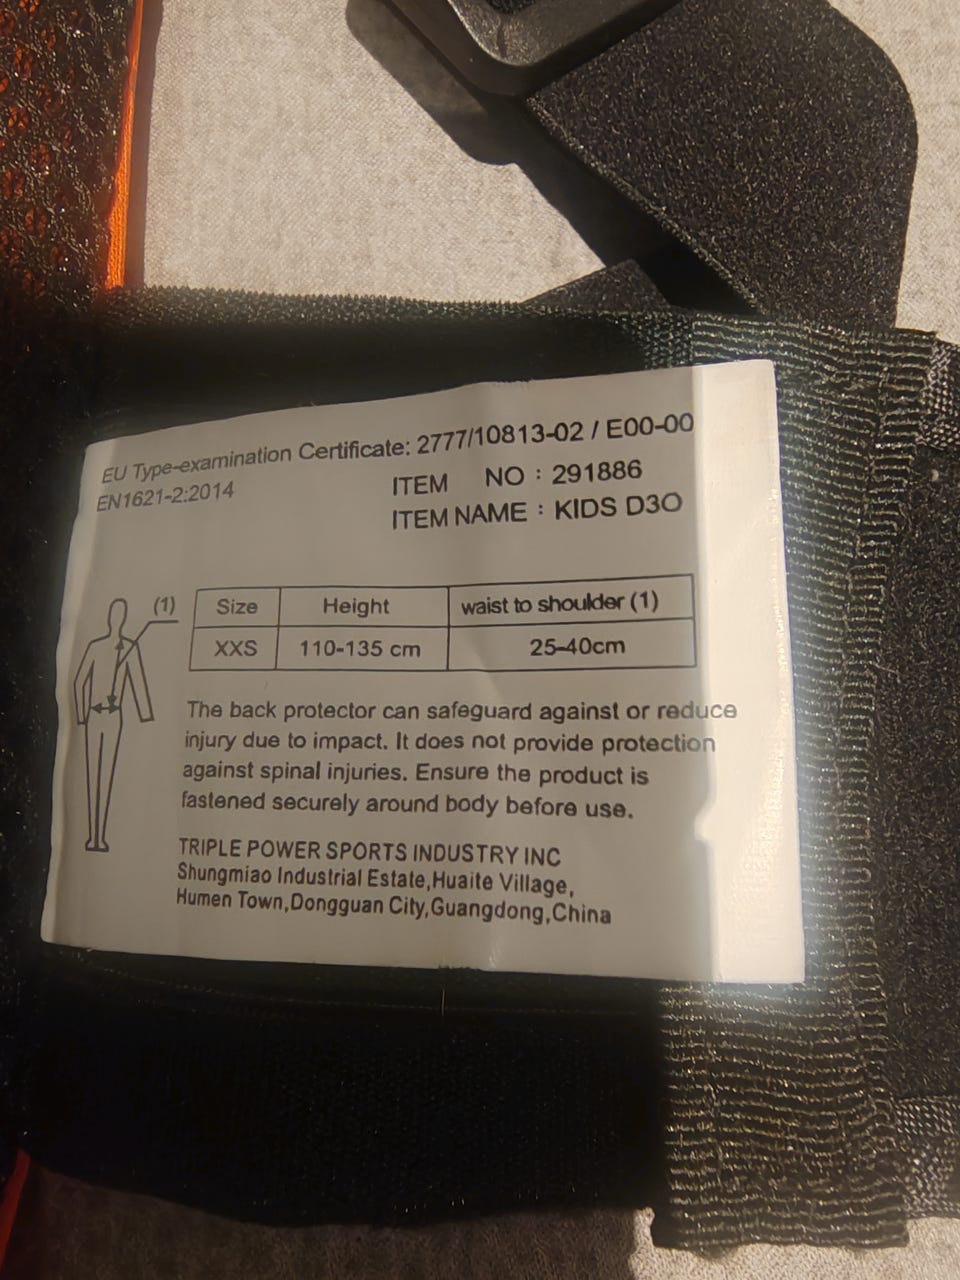 EU Type-examination Certificate: 2777/10813-02 / E00-00
EN1621-2:2014
ITEM NO : 291886
ITEM NAME : KIDS D3O
(1)
Size Height waist to shoulder (1)
XXS 110-135 cm 25-40cm
The back protector can safeguard against or reduce
injury due to impact. It does not provide protection
against spinal injuries. Ensure the product is
fastened securely around body before use.
TRIPLE POWER SPORTS INDUSTRY INC
Shungmiao Industrial Estate,Huaite Village,
Humen Town,Dongguan City,Guangdong,China